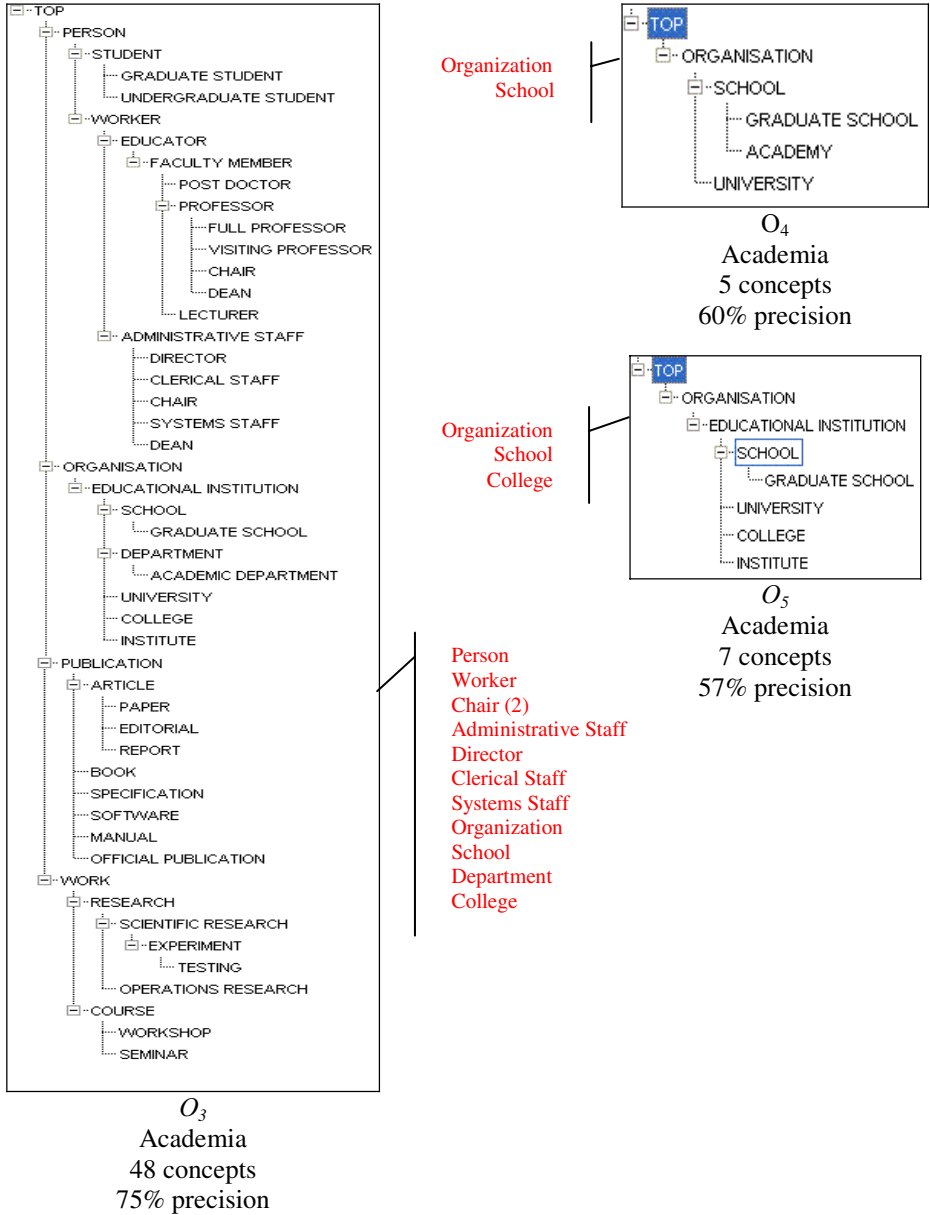 TOP
PERSON
STUDENT
GRADUATE STUDENT
UNDERGRADUATE STUDENT
WORKER
EDUCATOR
FACULTY MEMBER
POST DOCTOR
PROFESSOR
FULL PROFESSOR
VISITING PROFESSOR
CHAIR
DEAN
LECTURER
ADMINISTRATIVE STAFF
DIRECTOR
CLERICAL STAFF
CHAIR
SYSTEMS STAFF
DEAN
ORGANISATION
EDUCATIONAL INSTITUTION
SCHOOL
GRADUATE SCHOOL
DEPARTMENT
ACADEMIC DEPARTMENT
UNIVERSITY
COLLEGE
INSTITUTE
PUBLICATION
ARTICLE
PAPER
EDITORIAL
REPORT
BOOK
SPECIFICATION
SOFTWARE
MANUAL
OFFICIAL PUBLICATION
WORK
RESEARCH
SCIENTIFIC RESEARCH
EXPERIMENT
TESTING
OPERATIONS RESEARCH
COURSE
WORKSHOP
SEMINAR
O3
Academia
48 concepts
75% precision
Person
Worker
Chair (2)
Administrative Staff
Director
Clerical Staff
Systems Staff
Organization
School
Department
College
Organization
School
TOP
ORGANISATION
SCHOOL
GRADUATE SCHOOL
ACADEMY
UNIVERSITY
O4
Academia
5 concepts
60% precision
Organization
School
College
TOP
ORGANISATION
EDUCATIONAL INSTITUTION
SCHOOL
GRADUATE SCHOOL
UNIVERSITY
COLLEGE
INSTITUTE
O5
Academia
7 concepts
57% precision